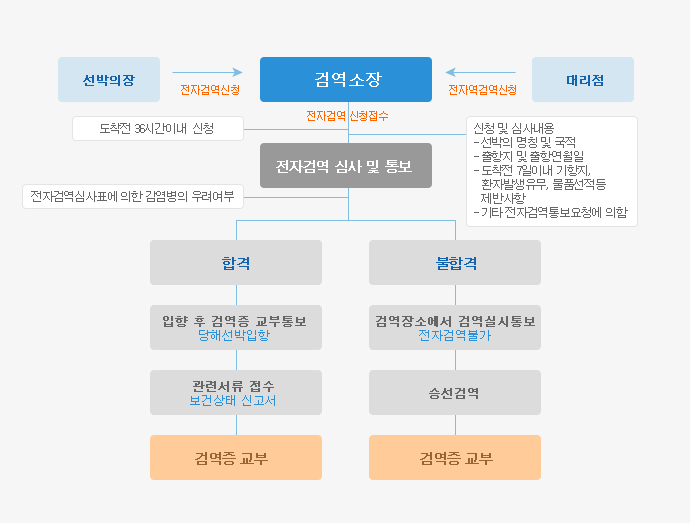 선박의장
전자검역신청
검역소장
전자역검역신청
대리점
전자검역 신청접수
도착전 36시간이내 신청
신청 및 심사내용
- 선박의 명칭 및 국적
- 출항지 및 출항연월일
- 도착전 7일이내 기항지,
환자발생유무, 물품선적등
제반사항
- 기타 전자검역통보요청에 의함
전자검역 심사 및 통보
전자검역심사표에 의한 감염병의 우려여부
합격
불합격
입항 후 검역증 교부통보
당해선박입항
검역장소에서 검역실시통보
전자검역불가
관련서류 접수
보건상태 신고서
승선검역
검역증 교부
검역증 교부